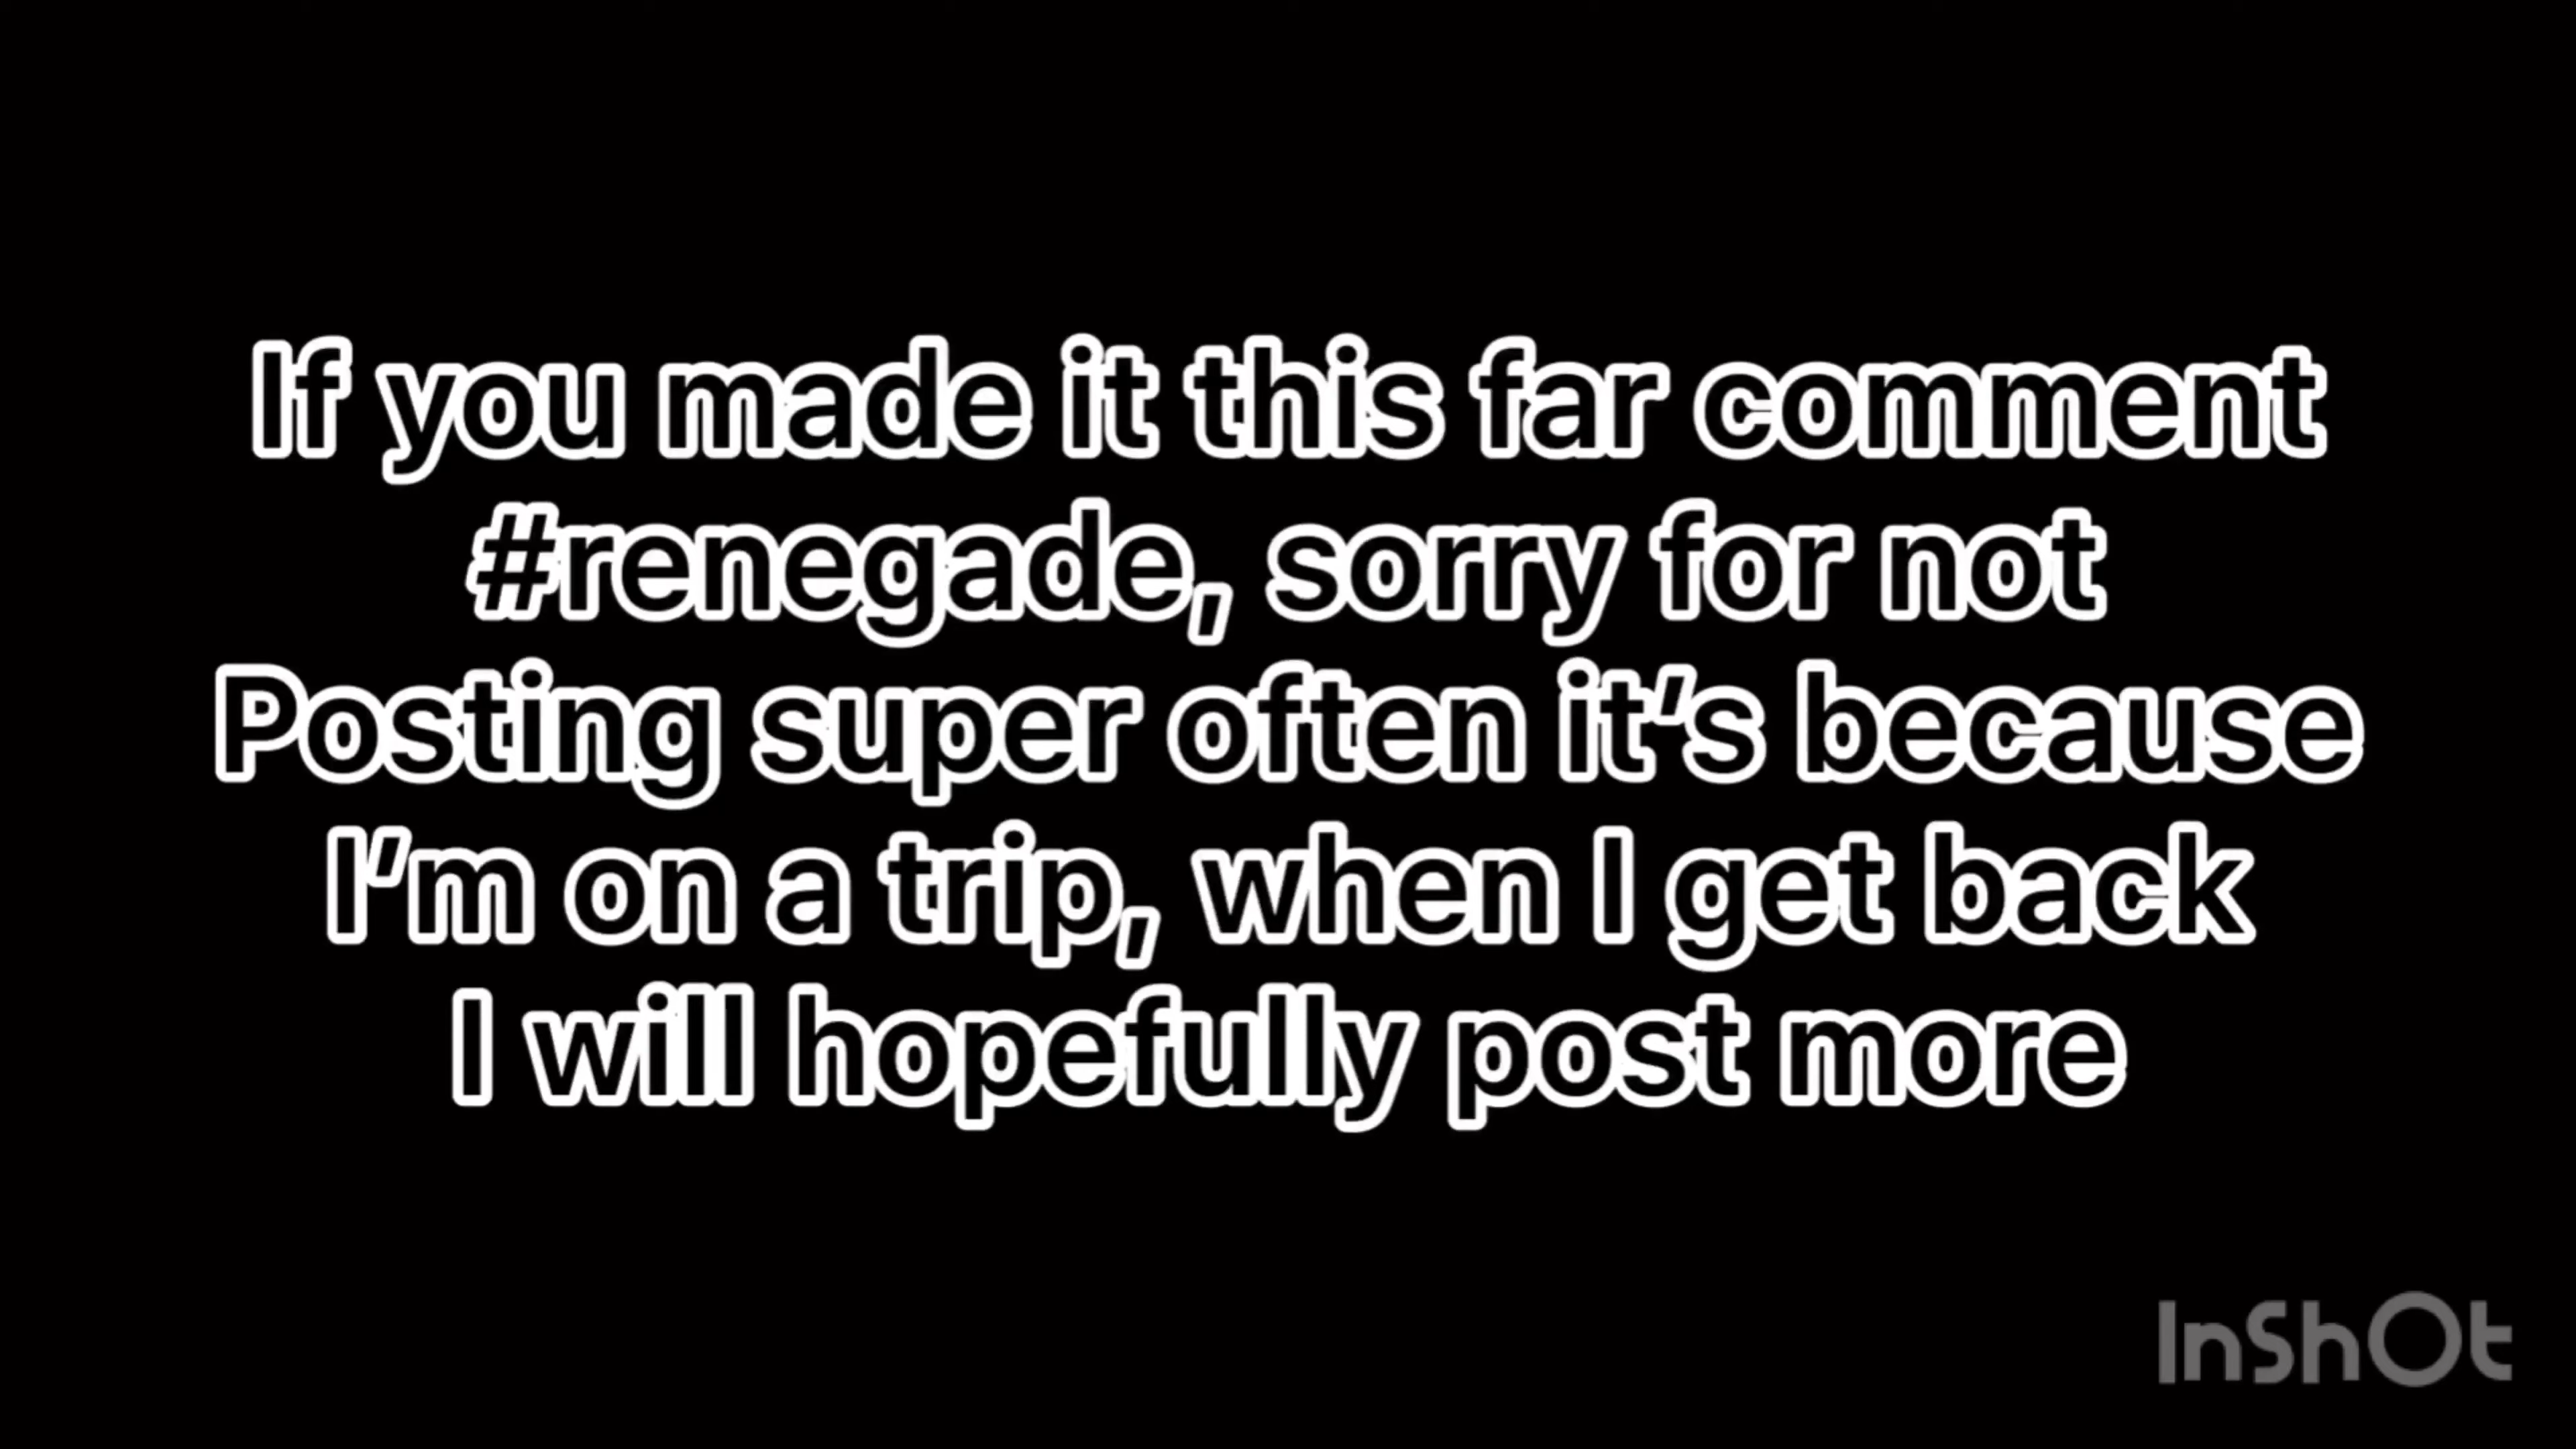 If you made it this far comment
#renegade, sorry for not
Posting super often it’s because
I’m on a trip, when I get back
I will hopefully post more
InShOt